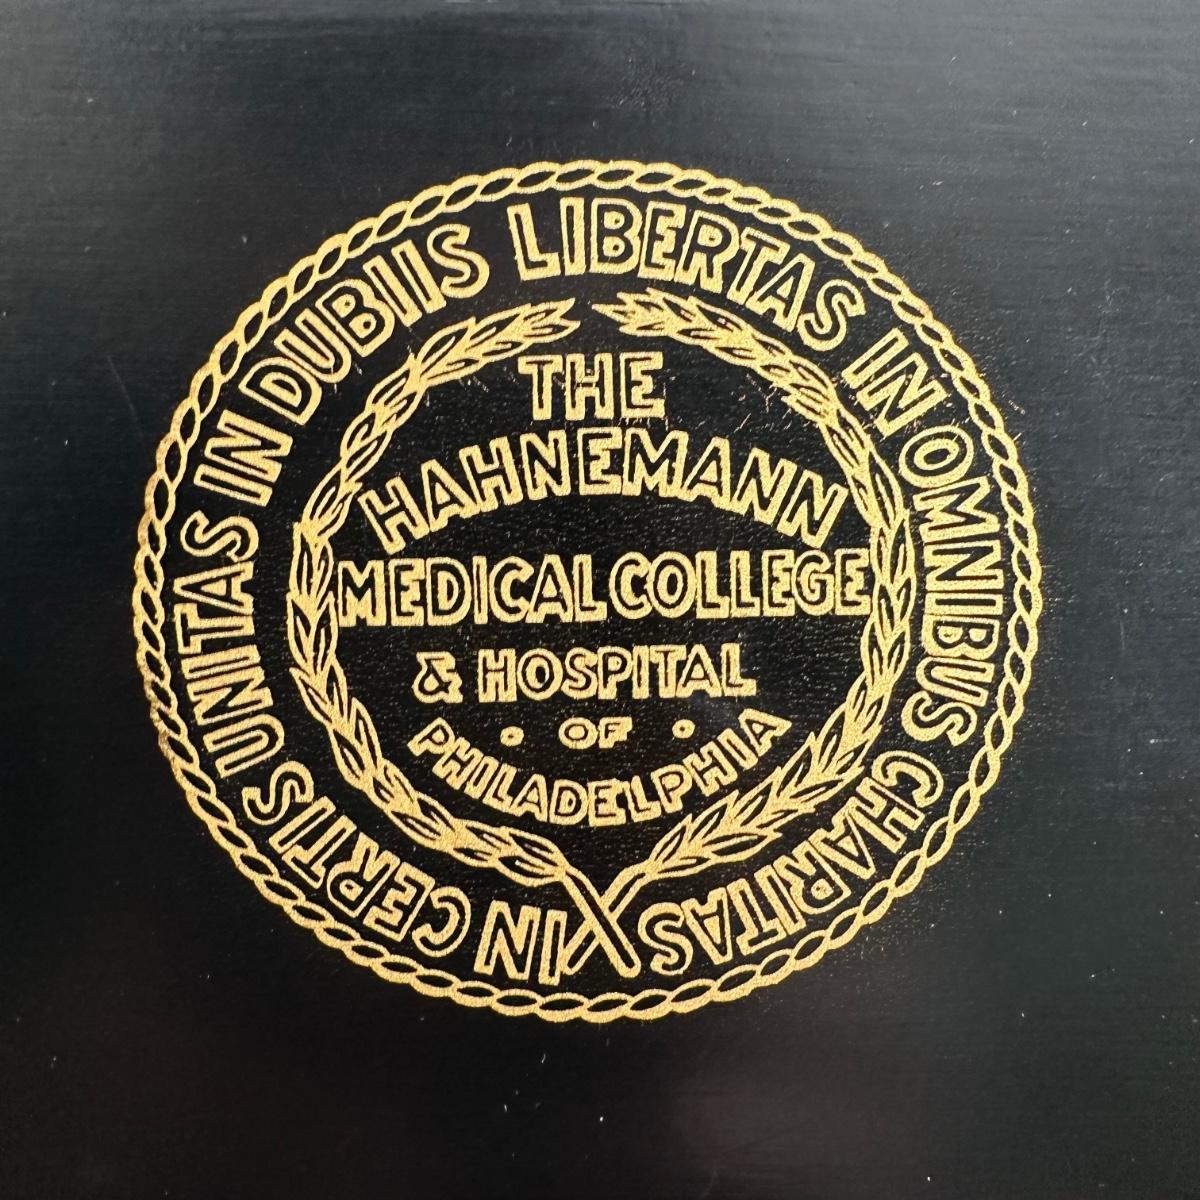 IN CERTIS UNITAS IN DUBIIS LIBERTAS IN OMNIBUS CHARITAS
THE
HAHNEMANN
MEDICAL COLLEGE
& HOSPITAL
· OF ·
PHILADELPHIA